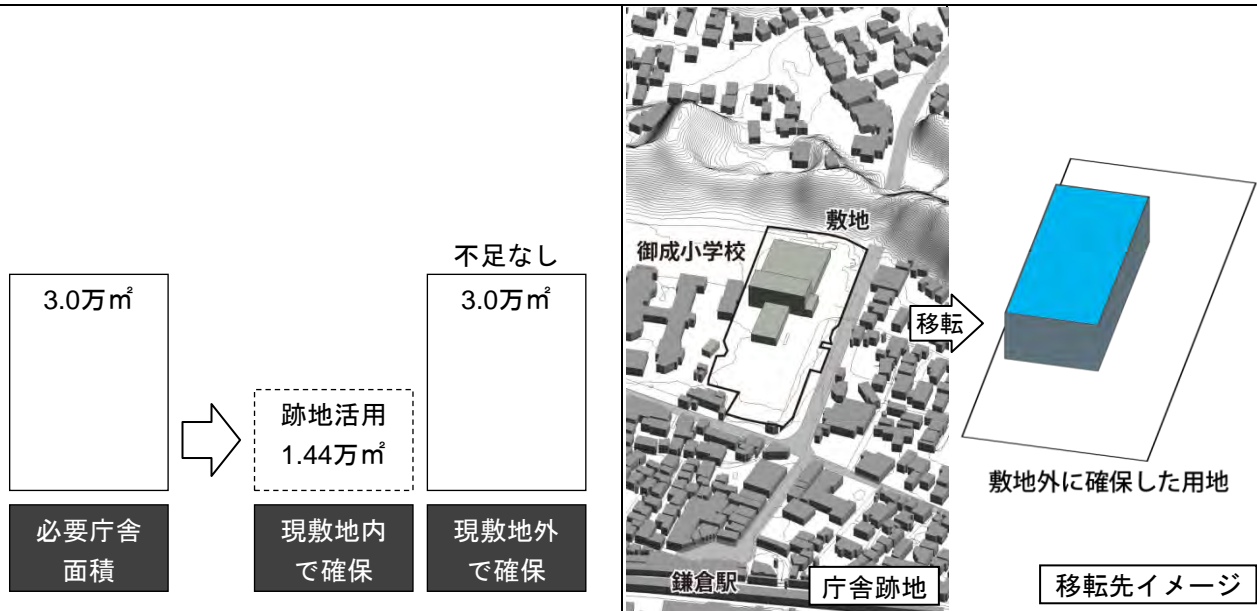 3.0万㎡
必要庁舎
面積
跡地活用
1.44万㎡
現敷地内
で確保
不足なし
3.0万㎡
現敷地外
で確保
敷地
御成小学校
鎌倉駅
庁舎跡地
移転
敷地外に確保した用地
移転先イメージ